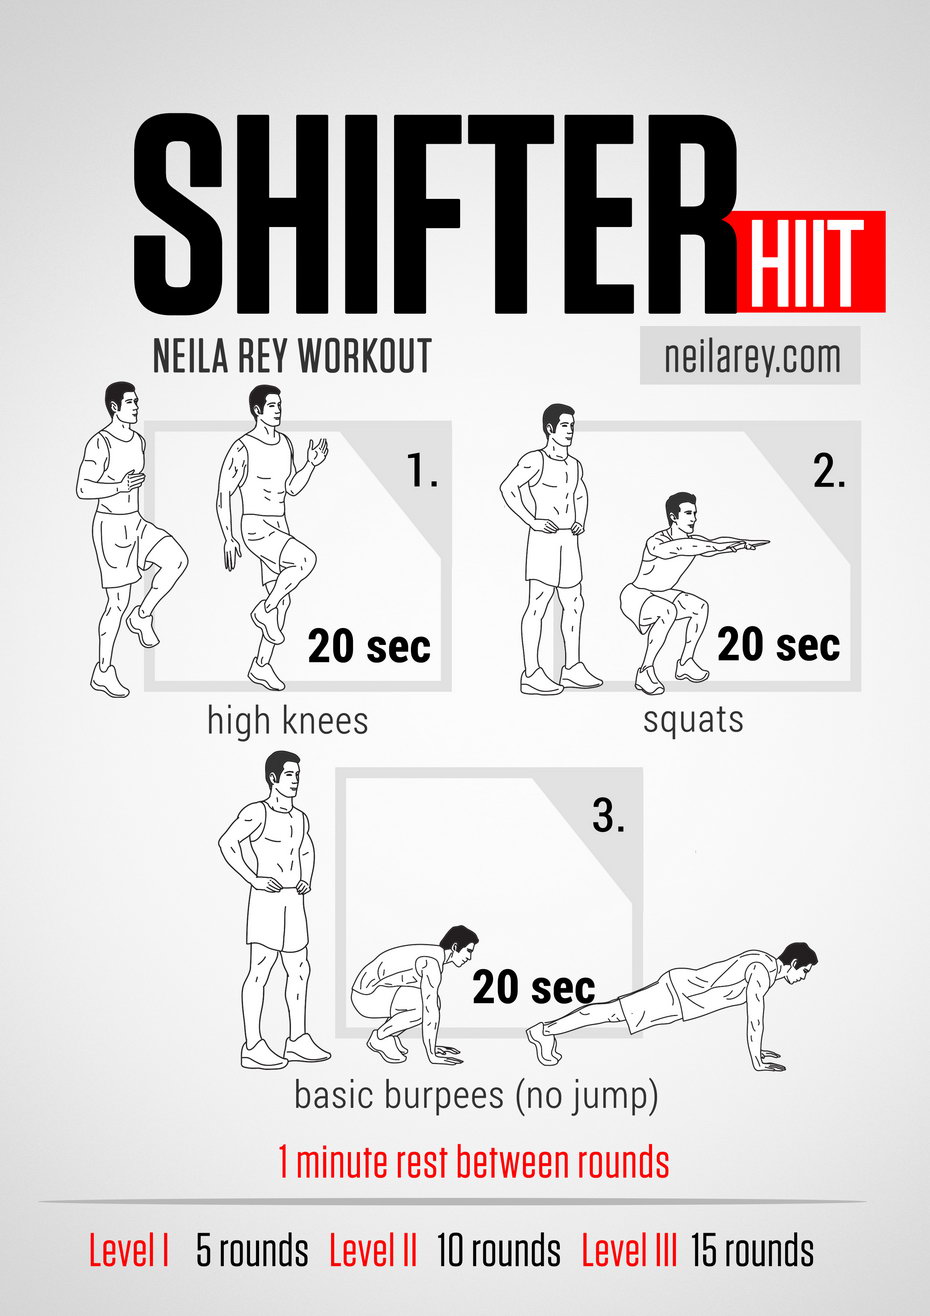 SHIFTER
HIIT
NEILA REY WORKOUT
neilarey.com
1.
20 sec
high knees
2.
20 sec
squats
3.
20 sec
basic burpees (no jump)
1 minute rest between rounds
Level I 5 rounds Level II 10 rounds Level III 15 rounds